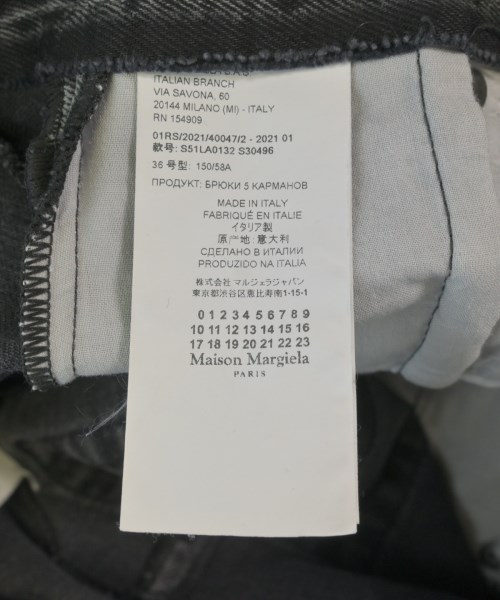 ITALIAN BRANCH
VIA SAVONA, 60
20144 MILANO (MI) - ITALY
RN 154909
01RS/2021/40047/2 - 2021 01
款号: S51LA0132 S30496
36 号型: 150/58A
ПРОДУКТ: БРЮКИ 5 КАРМАНОВ
MADE IN ITALY
FABRIQUÉ EN ITALIE
イタリア製
原产地: 意大利
СДЕЛАНО В ИТАЛИИ
PRODUZIDO NA ITALIA
株式会社 マルジェラジャパン
東京都渋谷区恵比寿南1-15-1
0 1 2 3 4 5 6 7 8 9
10 11 12 13 14 15 16
17 18 19 20 21 22 23
Maison Margiela
PARIS